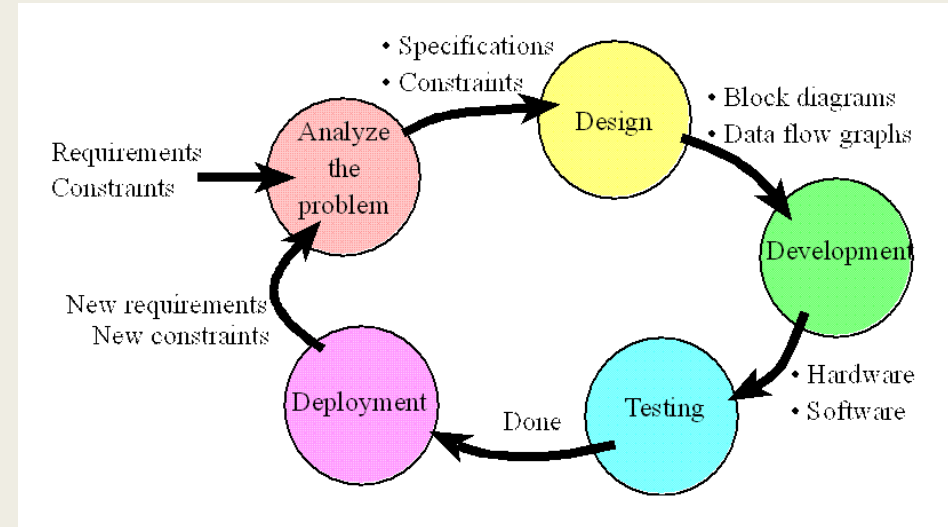 Requirements
Constraints
Analyze
the
problem
• Specifications
• Constraints
Design
• Block diagrams
• Data flow graphs
Development
• Hardware
• Software
Testing
Done
Deployment
New requirements
New constraints